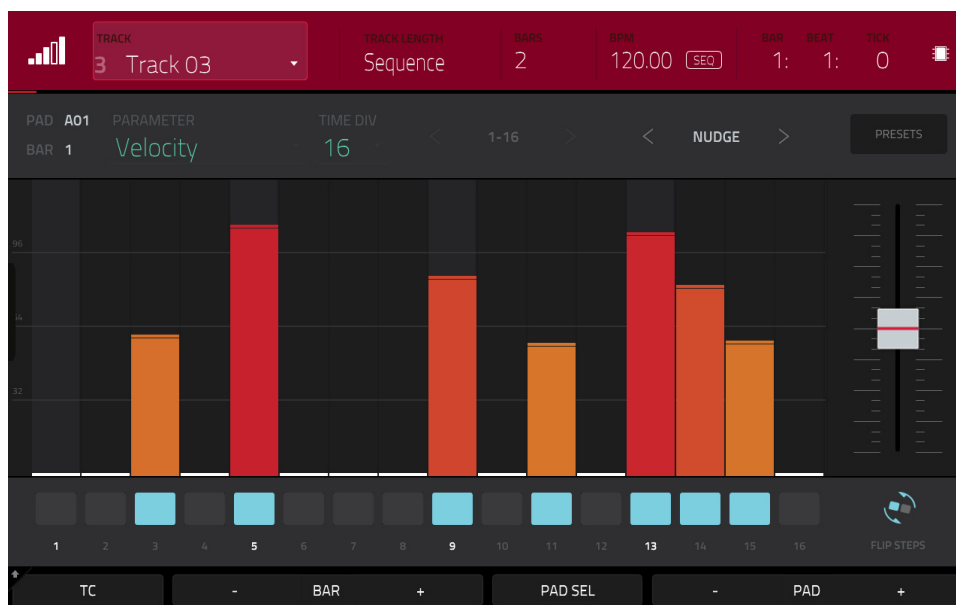 TRACK TRACK LENGTH BARS BPM BAR BEAT TICK
3 Track 03 Sequence 2 120.00 SEQ 1: 1: 0
PAD A01 PARAMETER TIME DIV
BAR 1 Velocity 16 < 1-16 > < NUDGE > PRESETS
96
64
32
1 2 3 4 5 6 7 8 9 10 11 12 13 14 15 16 FLIP STEPS
TC - BAR + PAD SEL - PAD +